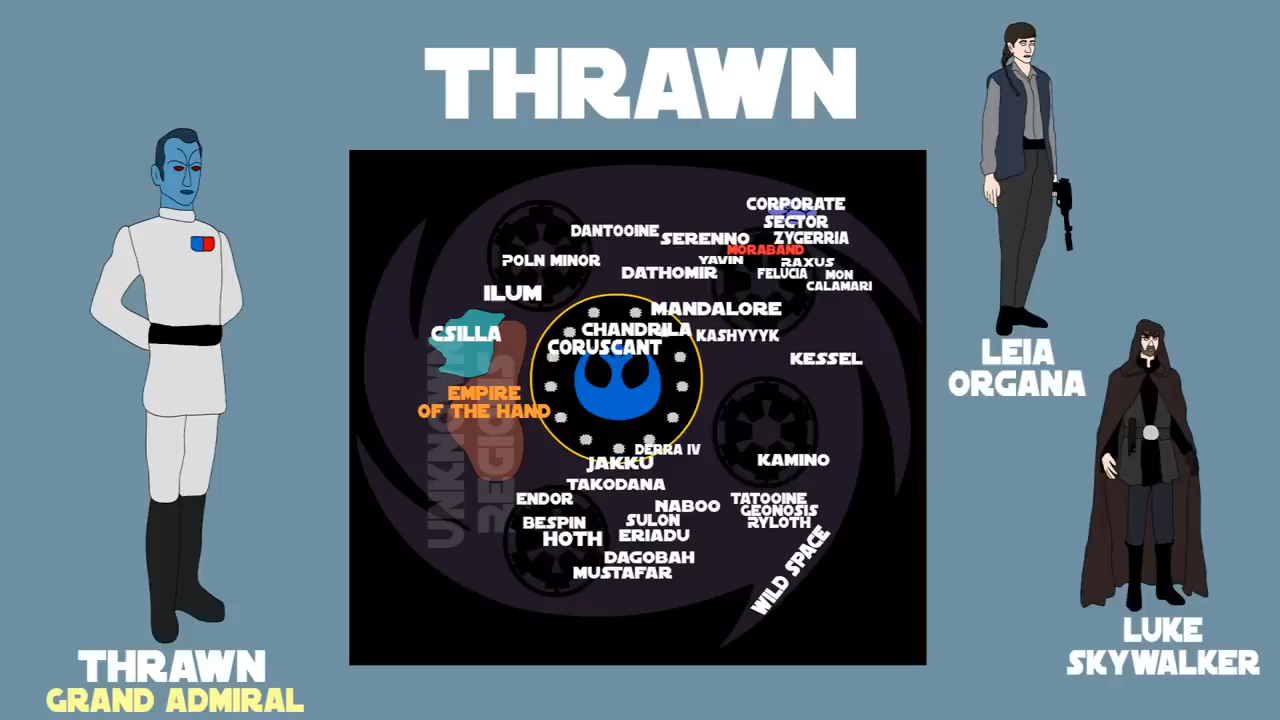 THRAWN
CORPORATE
SECTOR
DANTOOINE
SERENNO
ZYGERRIA
MORABAND
POLN MINOR
YAVIN
RAXUS
DATHOMIR
FELUCIA
MON
CALAMARI
ILUM
MANDALORE
CSILLA
CHANDRILA
KASHYYYK
CORUSCANT
KESSEL
EMPIRE
OF THE HAND
UNKNOWN
REGIONS
DERRA IV
JAKKU
KAMINO
TAKODANA
ENDOR
NABOO
TATOOINE
GEONOSIS
RYLOTH
BESPIN
SULON
HOTH
ERIADU
DAGOBAH
MUSTAFAR
WILD SPACE
LEIA
ORGANA
LUKE
SKYWALKER
THRAWN
GRAND ADMIRAL